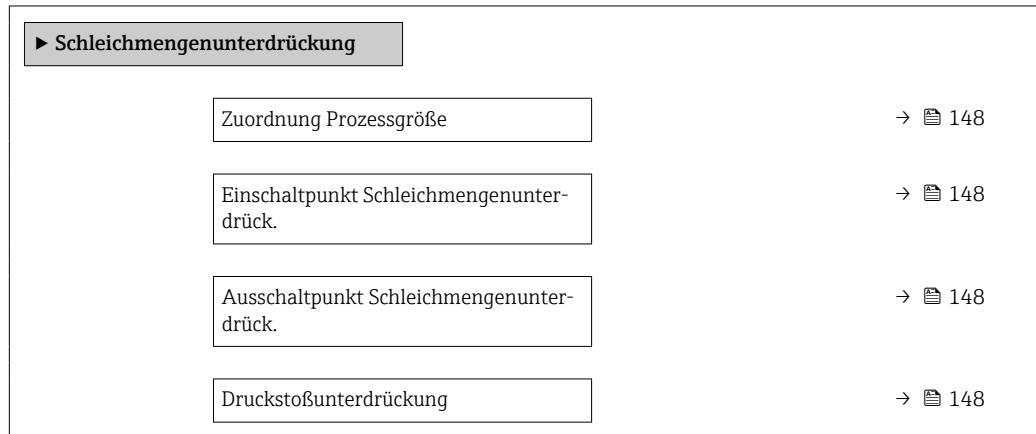 ▶ Schleichmengenunterdrückung
Zuordnung Prozessgröße → 148
Einschaltpunkt Schleichmengenunter-
drück. → 148
Ausschaltpunkt Schleichmengenunter-
drück. → 148
Druckstoßunterdrückung → 148